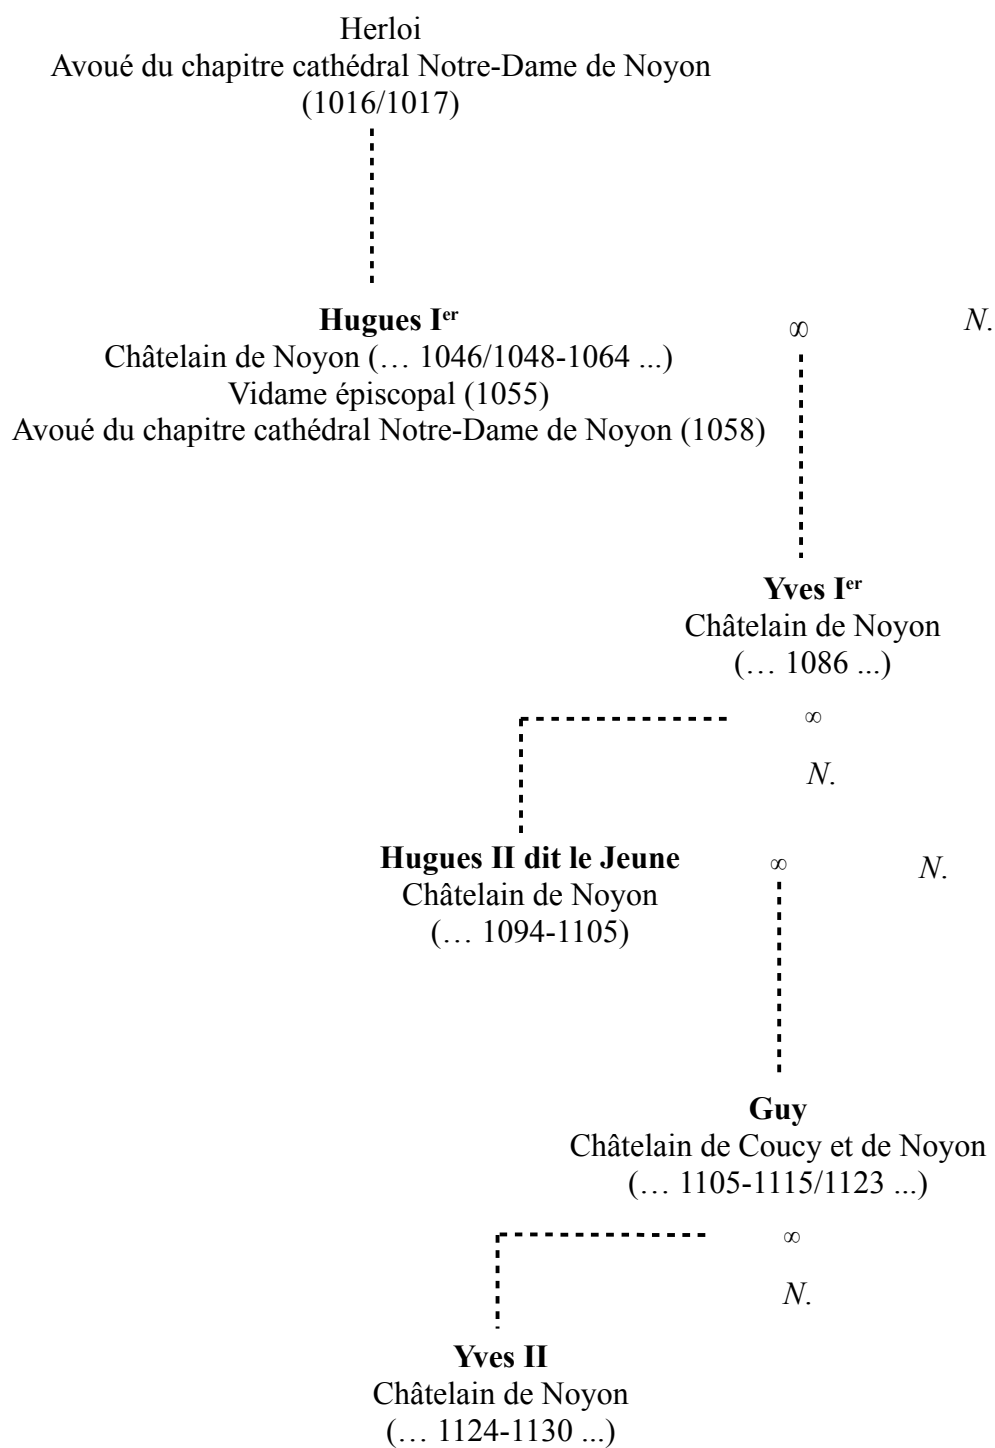 Herloi
Avoué du chapitre cathédral Notre-Dame de Noyon
(1016/1017)
Hugues Ier ∞ N.
Châtelain de Noyon (… 1046/1048-1064 ...)
Vidame épiscopal (1055)
Avoué du chapitre cathédral Notre-Dame de Noyon (1058)
Yves Ier
Châtelain de Noyon
(… 1086 ...)
∞
N.
Hugues II dit le Jeune ∞ N.
Châtelain de Noyon
(… 1094-1105)
Guy
Châtelain de Coucy et de Noyon
(… 1105-1115/1123 ...)
∞
N.
Yves II
Châtelain de Noyon
(… 1124-1130 ...)